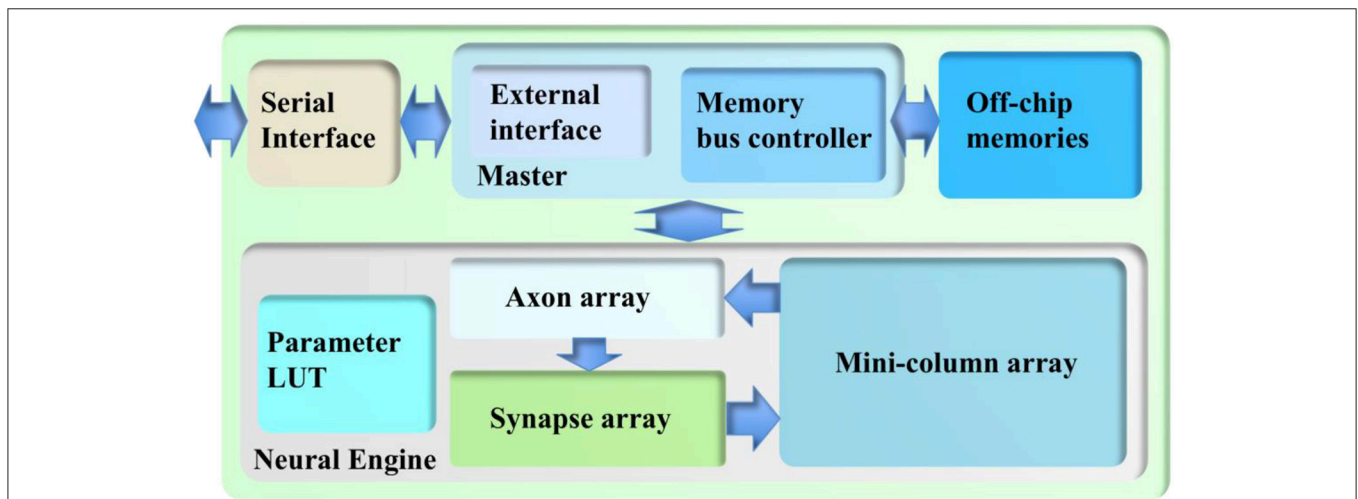 Serial
Interface
External
interface
Master
Memory
bus controller
Off-chip
memories
Parameter
LUT
Neural Engine
Axon array
Synapse array
Mini-column array